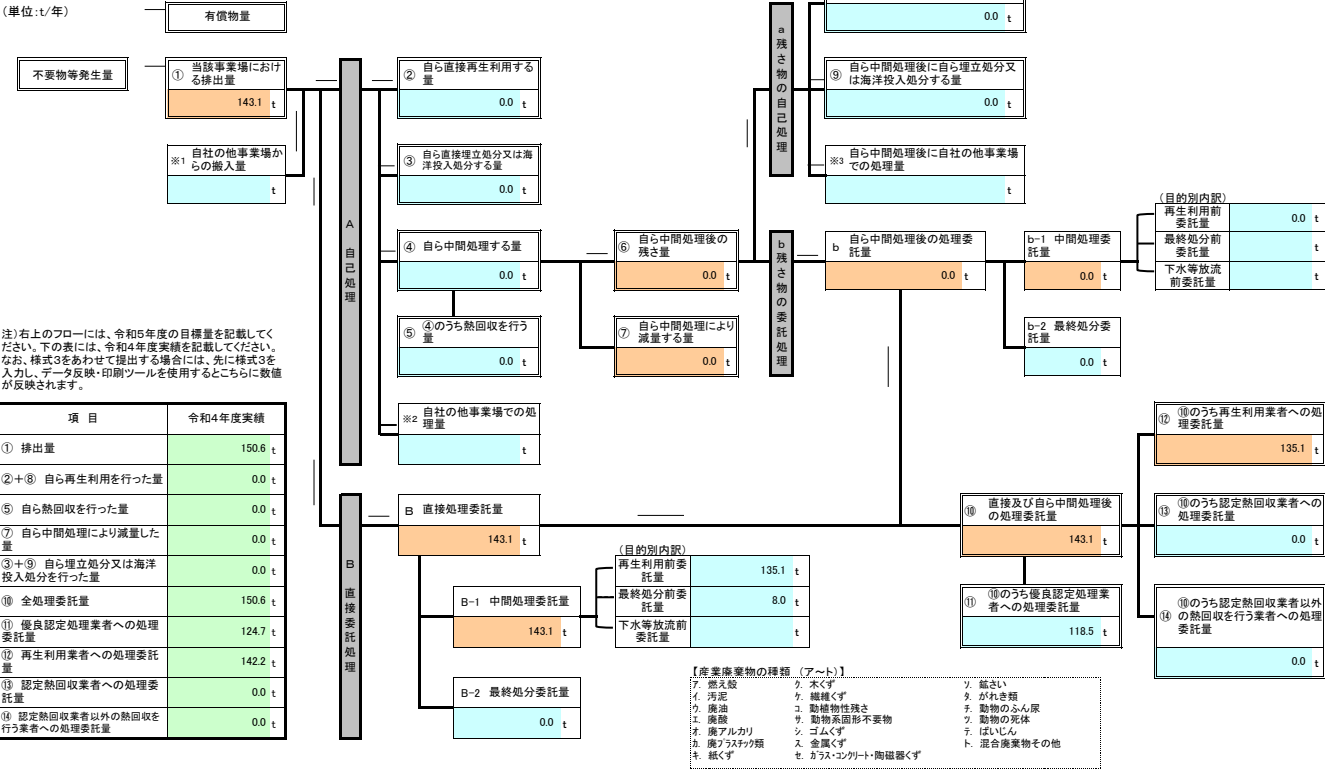 (単位:t/年)
有償物量
不要物等発生量
① 当該事業場におけ
る排出量
143.1 t
※1 自社の他事業場か
らの搬入量
t
A 自己処理
② 自ら直接再生利用する
量
0.0 t
③ 自ら直接埋立処分又は海
洋投入処分する量
0.0 t
④ 自ら中間処理する量
0.0 t
⑤ ④のうち熱回収を行う
量
0.0 t
※2 自社の他事業場での処
理量
t
⑥ 自ら中間処理後の
残さ量
0.0 t
⑦ 自ら中間処理により
減量する量
0.0 t
a 残さ物の自己処理
0.0 t
⑨ 自ら中間処理後に自ら埋立処分又
は海洋投入処分する量
0.0 t
※3 自ら中間処理後に自社の他事業場
での処理量
t
b 残さ物の委託処理
b 自ら中間処理後の処理委
託量
0.0 t
b-1 中間処理委
託量
0.0 t
b-2 最終処分委
託量
0.0 t
(目的別内訳)
再生利用前
委託量 0.0 t
最終処分前
委託量 t
下水等放流
前委託量 t
注)右上のフローには、令和5年度の目標量を記載してく
ださい。下の表には、令和4年度実績を記載してください。
なお、様式3をあわせて提出する場合には、先に様式3を
入力し、データ反映・印刷ツールを使用するとこちらに数値
が反映されます。
項 目 令和4年度実績
① 排出量 150.6 t
②+⑧ 自ら再生利用を行った量 0.0 t
⑤ 自ら熱回収を行った量 0.0 t
⑦ 自ら中間処理により減量した
量 0.0 t
③+⑨ 自ら埋立処分又は海洋
投入処分を行った量 0.0 t
⑩ 全処理委託量 150.6 t
⑪ 優良認定処理業者への処理
委託量 124.7 t
⑫ 再生利用業者への処理委託
量 142.2 t
⑬ 認定熱回収業者への処理委
託量 0.0 t
⑭ 認定熱回収業者以外の熱回収を
行う業者への処理委託量 0.0 t
B 直接委託処理
B 直接処理委託量
143.1 t
B-1 中間処理委託量
143.1 t
B-2 最終処分委託量
0.0 t
(目的別内訳)
再生利用前委
託量 135.1 t
最終処分前委
託量 8.0 t
下水等放流前
委託量 t
⑩ 直接及び自ら中間処理後
の処理委託量
143.1 t
⑪ ⑩のうち優良認定処理業
者への処理委託量
118.5 t
⑫ ⑩のうち再生利用業者への処
理委託量
135.1 t
⑬ ⑩のうち認定熱回収業者への
処理委託量
0.0 t
⑭ ⑩のうち認定熱回収業者以外
の熱回収を行う業者への処理
委託量
0.0 t
【産業廃棄物の種類 (ア~ト)】
ア. 燃え殻 ク. 木くず ソ. 鉱さい
イ. 汚泥 ケ. 繊維くず タ. がれき類
ウ. 廃油 コ. 動植物性残さ チ. 動物のふん尿
エ. 廃酸 サ. 動物系固形不要物 ツ. 動物の死体
オ. 廃アルカリ シ. ゴムくず テ. ばいじん
カ. 廃プラスチック類 ス. 金属くず ト. 混合廃棄物その他
キ. 紙くず セ. ガラス・コンクリート・陶磁器くず